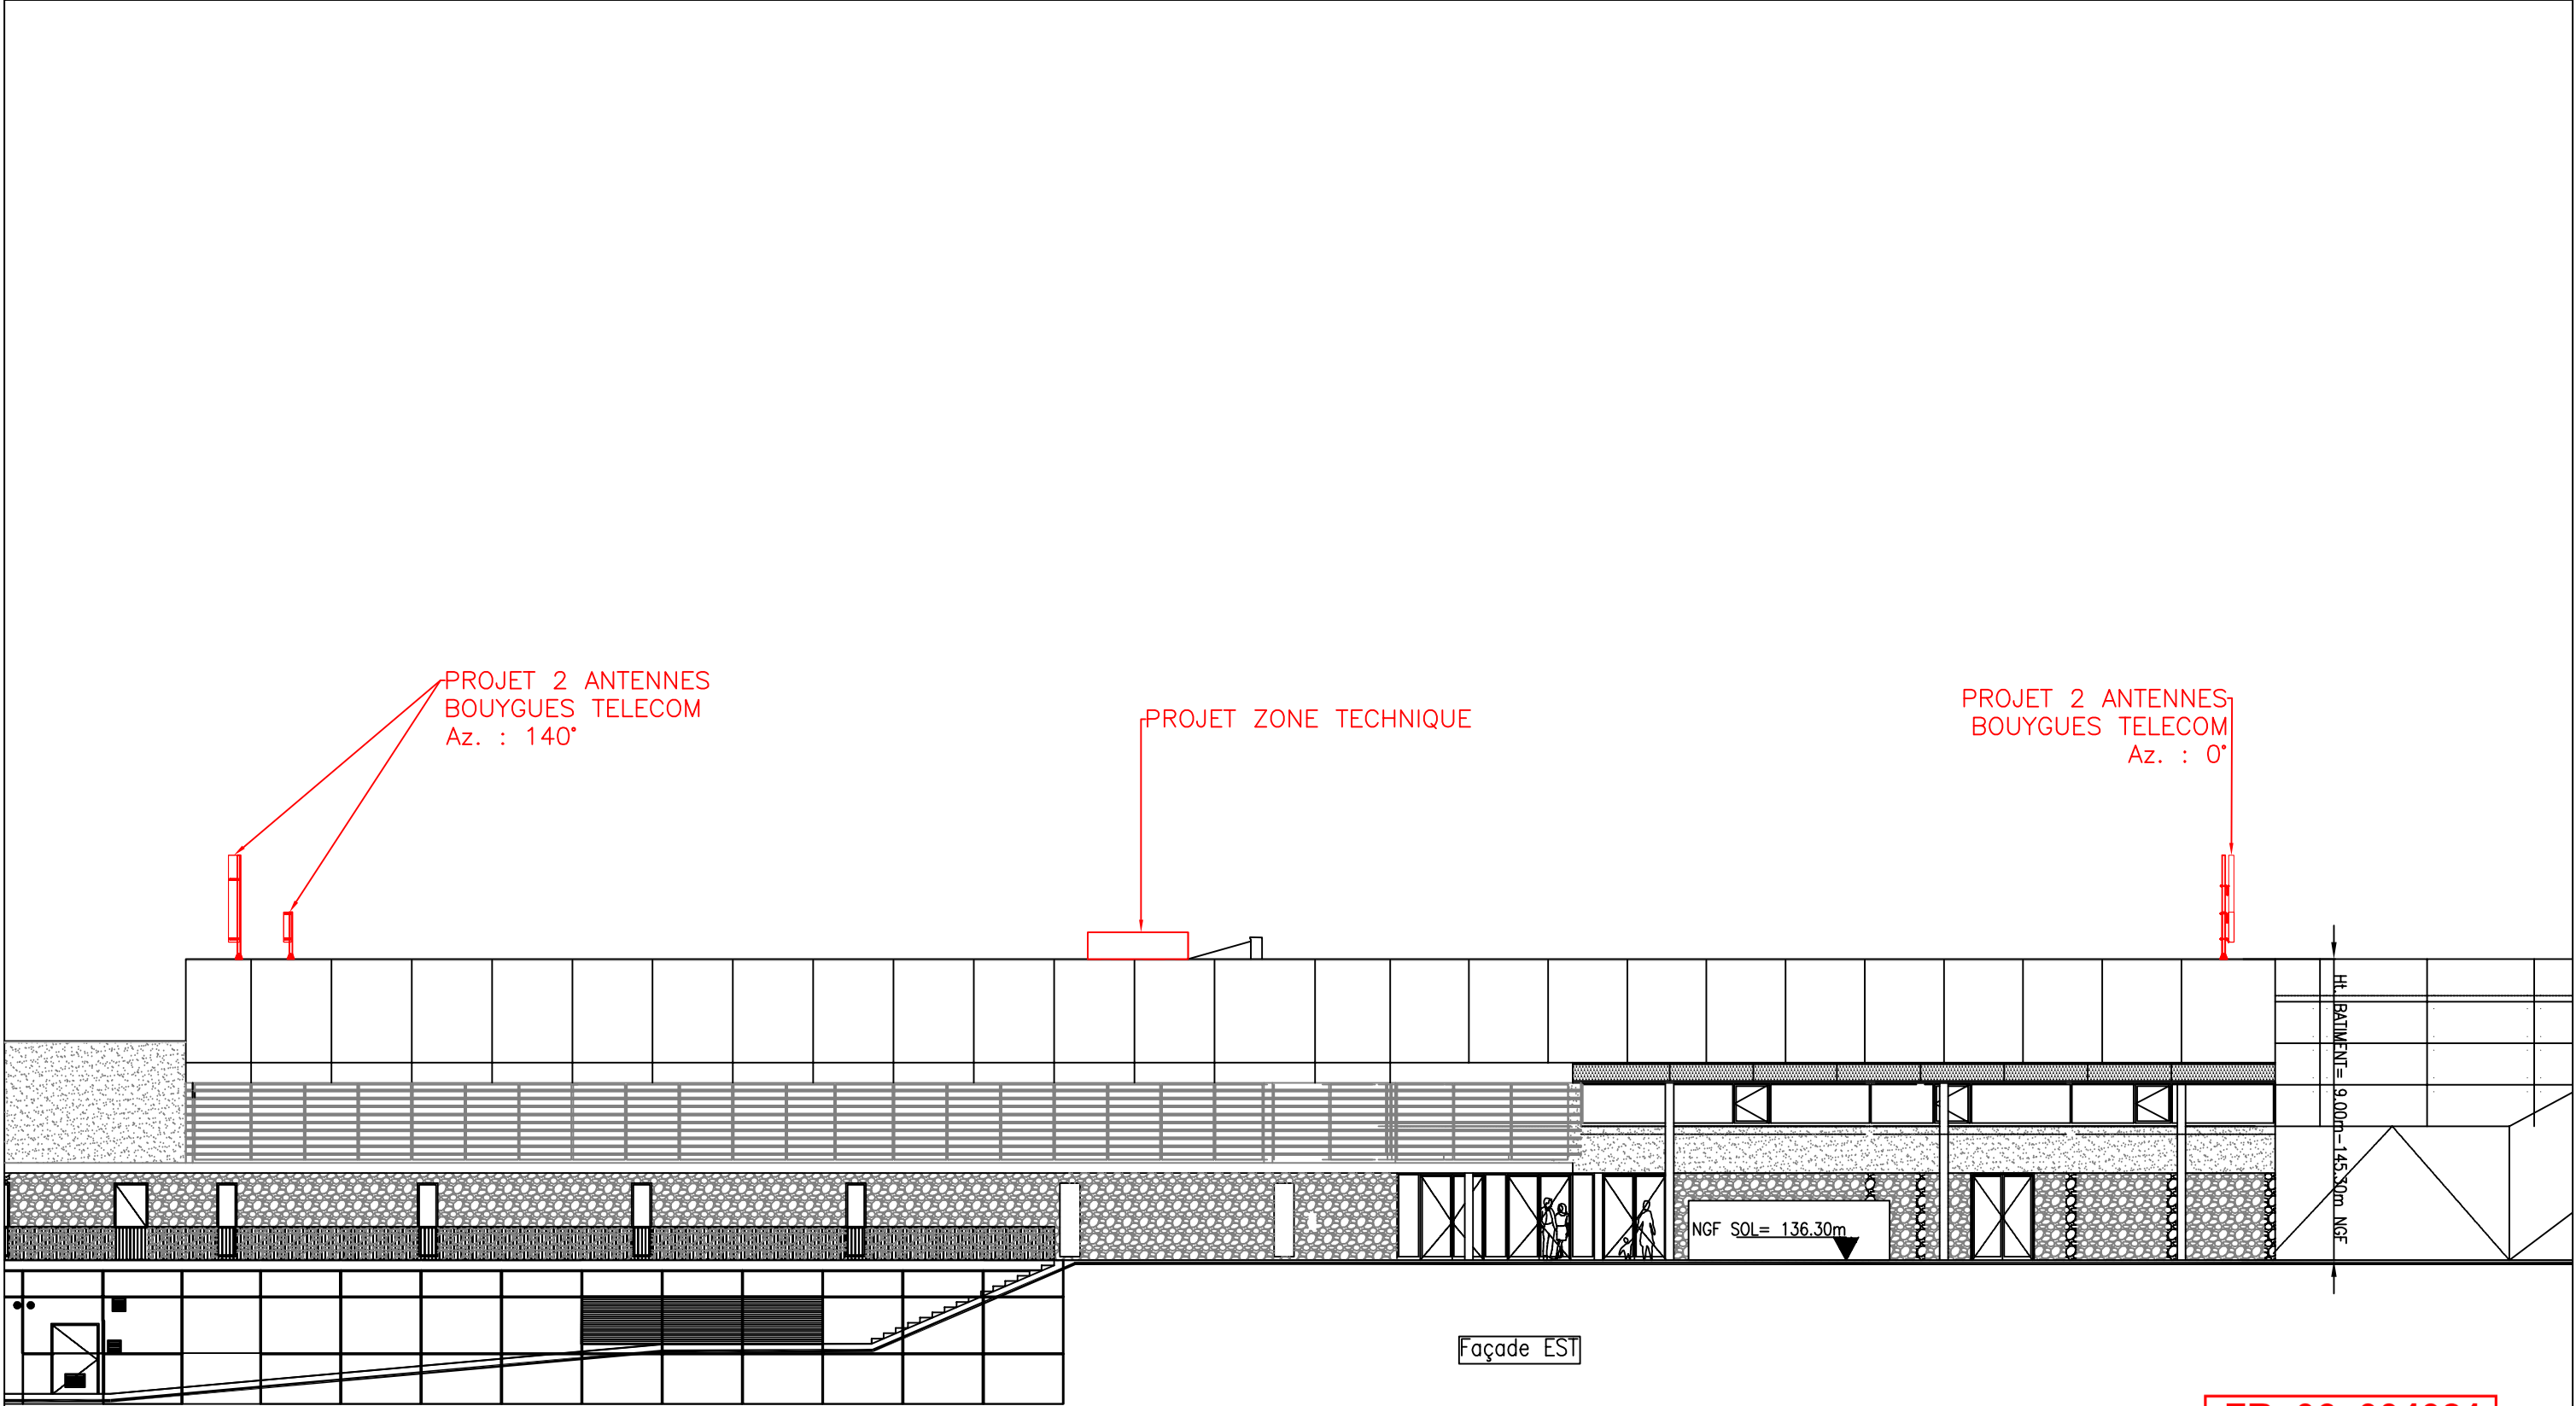 PROJET 2 ANTENNES
BOUYGUES TELECOM
Az. : 140°
PROJET ZONE TECHNIQUE
PROJET 2 ANTENNES
BOUYGUES TELECOM
Az. : 0°
Ht. BATIMENT= 9.00m-145.30m NGF
NGF SOL= 136.30m
Façade EST